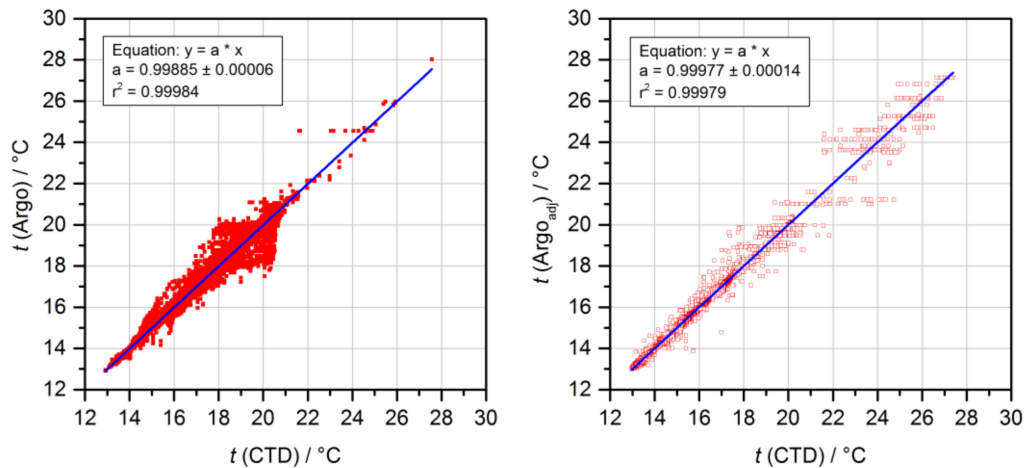 30
28
26
24
22
20
18
16
14
12
t (Argo) / °C
Equation: y = a * x
a = 0.99885 ± 0.00006
r² = 0.99984
12 14 16 18 20 22 24 26 28 30
t (CTD) / °C
30
28
26
24
22
20
18
16
14
12
t (Argo_adj) / °C
Equation: y = a * x
a = 0.99977 ± 0.00014
r² = 0.99979
12 14 16 18 20 22 24 26 28 30
t (CTD) / °C